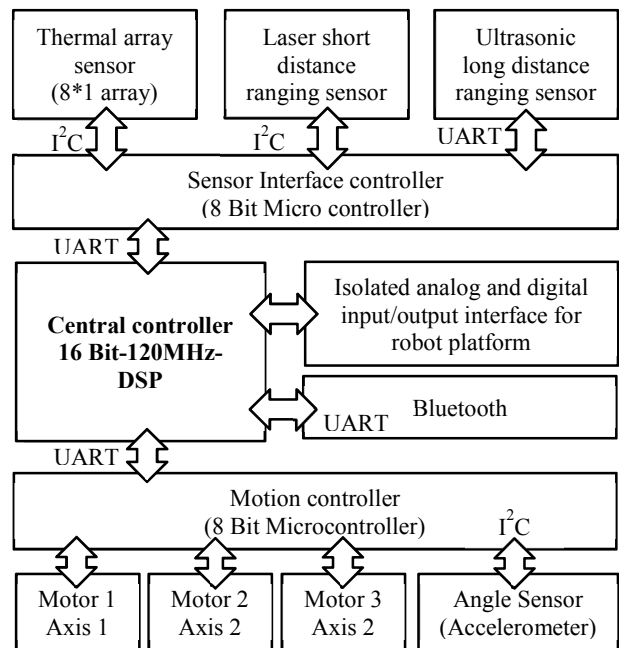 Thermal array
sensor
(8*1 array)
Laser short
distance
ranging sensor
Ultrasonic
long distance
ranging sensor
I²C
I²C
UART
Sensor Interface controller
(8 Bit Micro controller)
UART
Central controller
16 Bit-120MHz-
DSP
Isolated analog and digital
input/output interface for
robot platform
Bluetooth
UART
UART
Motion controller
(8 Bit Microcontroller)
I²C
Motor 1
Axis 1
Motor 2
Axis 2
Motor 3
Axis 2
Angle Sensor
(Accelerometer)